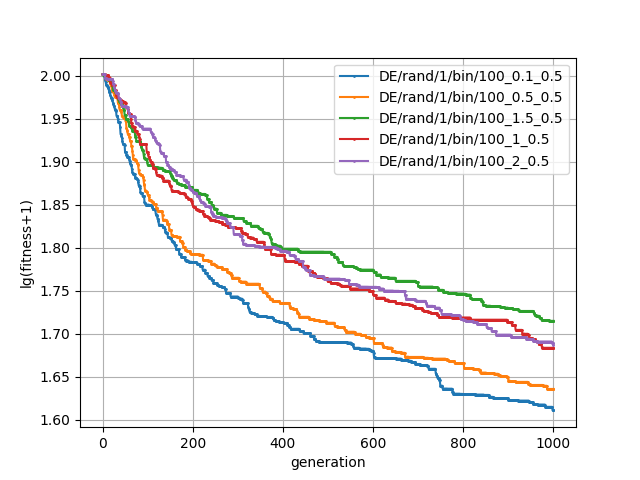 DE/rand/1/bin/100_0.1_0.5
DE/rand/1/bin/100_0.5_0.5
DE/rand/1/bin/100_1.5_0.5
DE/rand/1/bin/100_1_0.5
DE/rand/1/bin/100_2_0.5
lg(fitness+1)
2.00
1.95
1.90
1.85
1.80
1.75
1.70
1.65
1.60
0 200 400 600 800 1000
generation